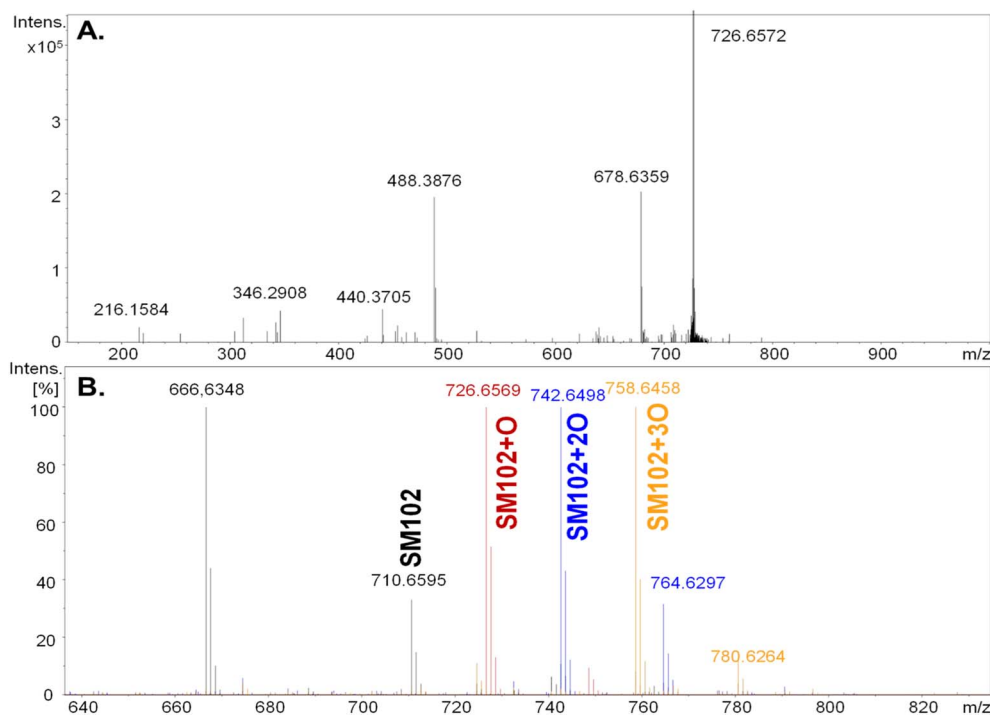 Intens.
x10⁵
A.
726.6572
3
678.6359
488.3876
2
1
440.3705
346.2908
216.1584
0
200 300 400 500 600 700 800 900 m/z
Intens.
[%]
B.
666,6348
726.6569
742.6498
758.6458
100
80
60
40
20
0
SM102
SM102+O
SM102+2O
SM102+3O
710.6595
764.6297
780.6264
640 660 680 700 720 740 760 780 800 820 m/z